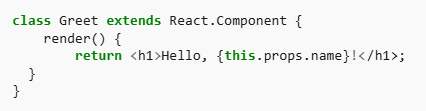 class Greet extends React.Component {
    render() {
        return <h1>Hello, {this.props.name}!</h1>;
  }
}